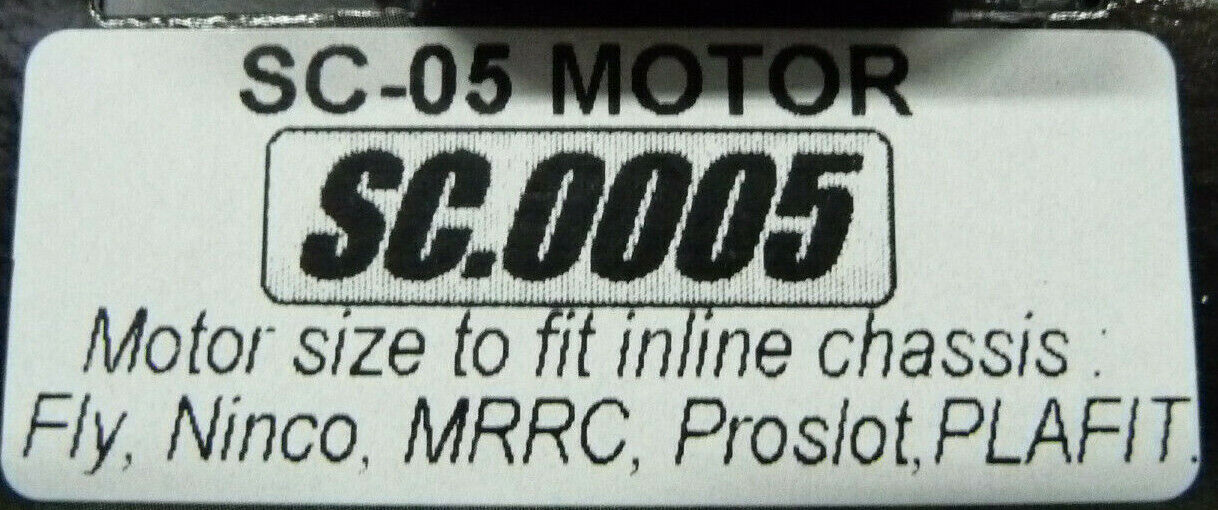 SC-05 MOTOR
SC.0005
Motor size to fit inline chassis :
Fly, Ninco, MRRC, Proslot, PLAFIT.